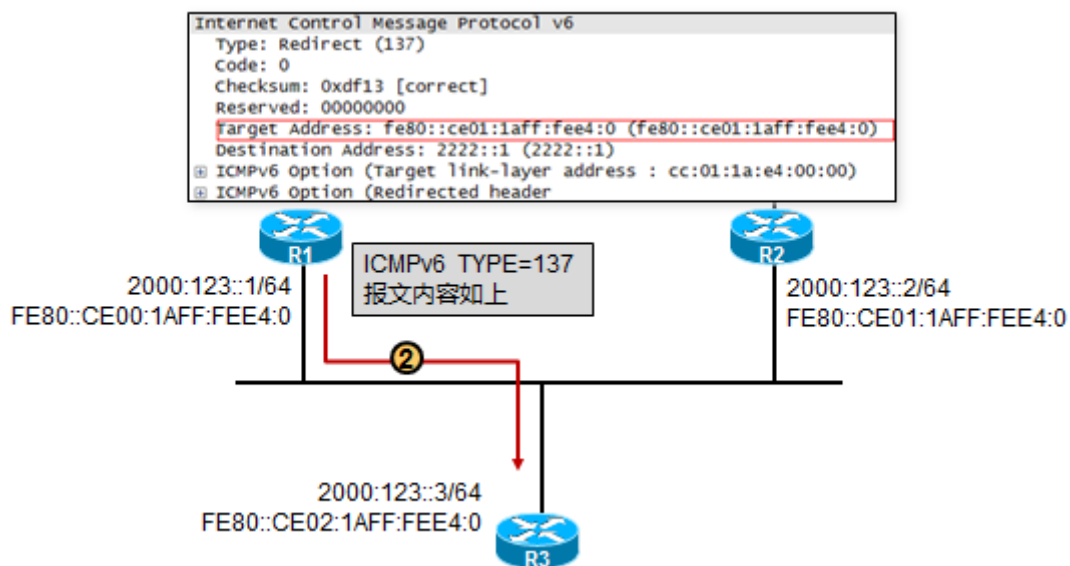 Internet Control Message Protocol v6
Type: Redirect (137)
Code: 0
Checksum: 0xdf13 [correct]
Reserved: 00000000
Target Address: fe80::ce01:1aff:fee4:0 (fe80::ce01:1aff:fee4:0)
Destination Address: 2222::1 (2222::1)
ICMPv6 Option (Target link-layer address : cc:01:1a:e4:00:00)
ICMPv6 Option (Redirected header
R1
R2
ICMPv6 TYPE=137
报文内容如上
2000:123::1/64
FE80::CE00:1AFF:FEE4:0
2000:123::2/64
FE80::CE01:1AFF:FEE4:0
2
2000:123::3/64
FE80::CE02:1AFF:FEE4:0
R3